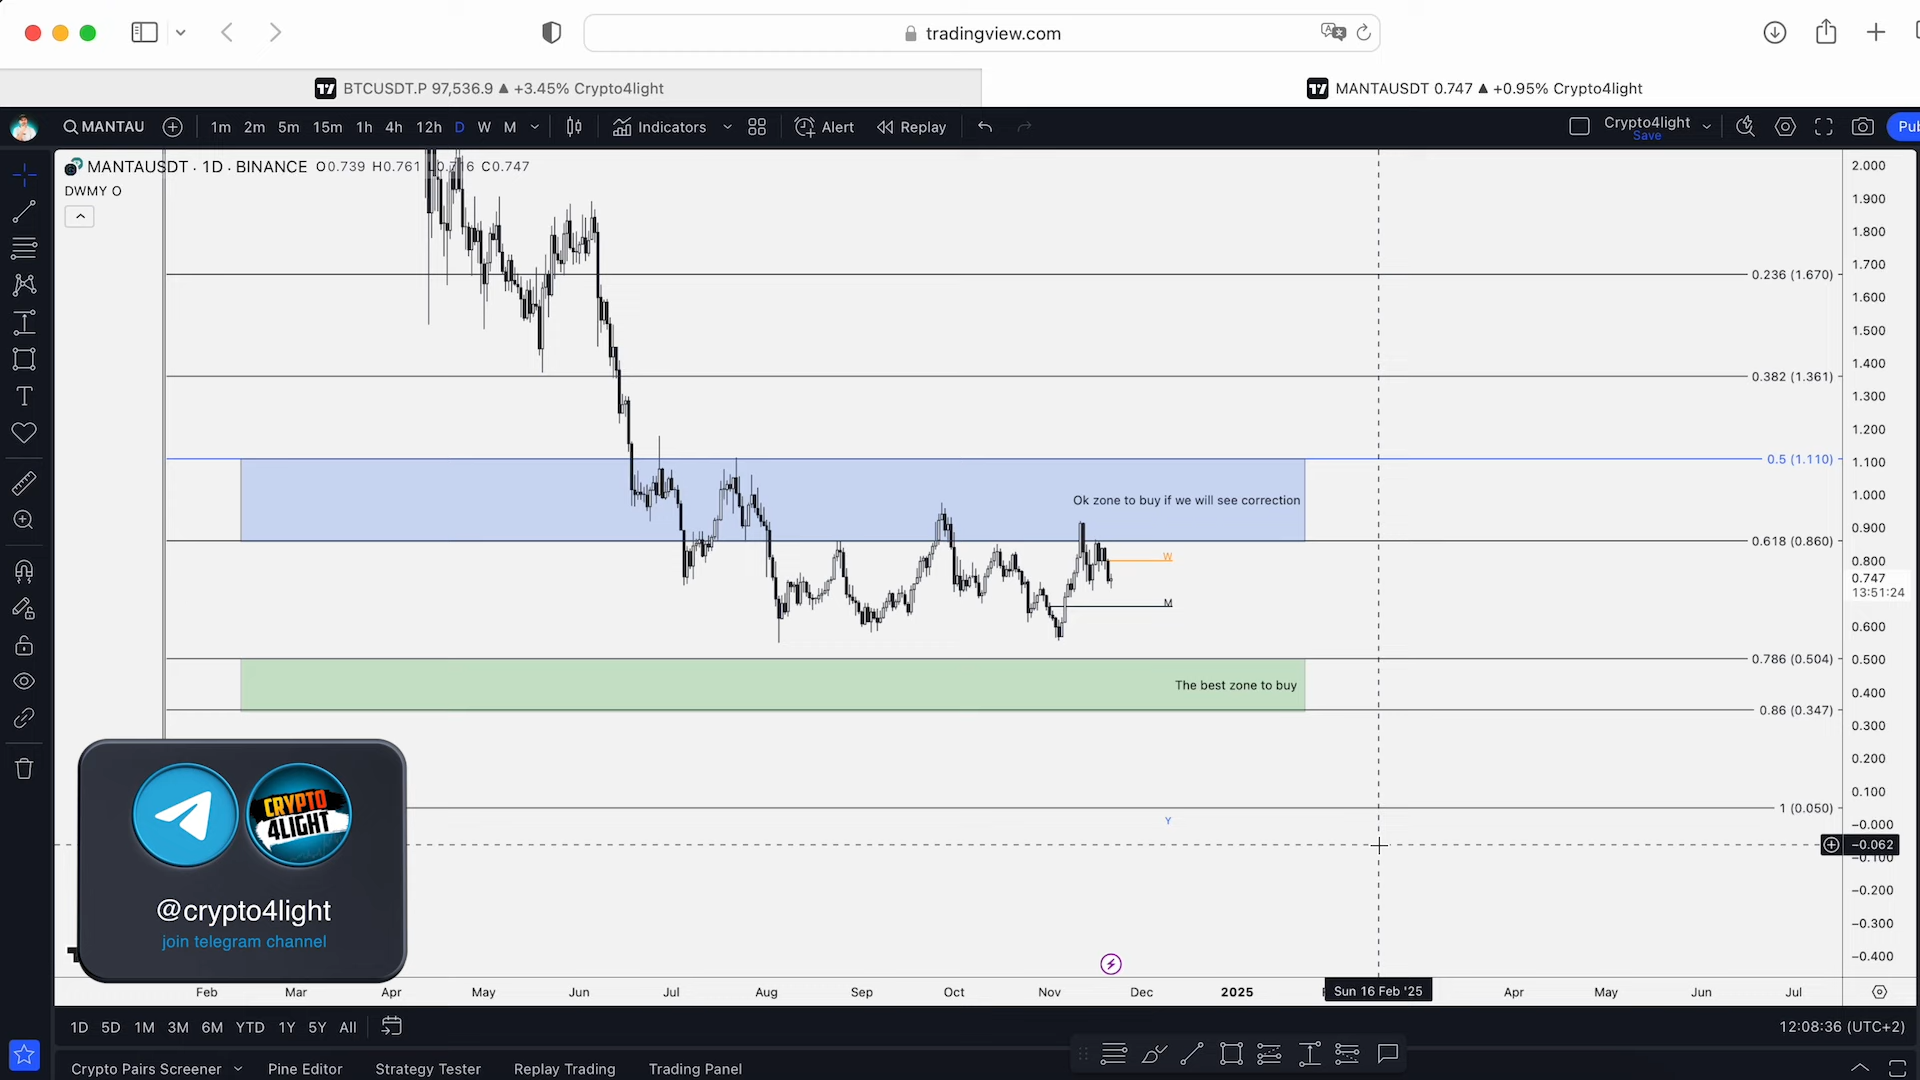 tradingview.com
BTCUSDT.P 97,536.9 ▲ +3.45% Crypto4light
MANTAUSDT 0.747 ▲ +0.95% Crypto4light
MANTAU 1m 2m 5m 15m 1h 4h 12h D W M Indicators Alert Replay Crypto4light Pub
Save
MANTAUSDT · 1D · BINANCE O0.739 H0.761 L0.716 C0.747
DWMY O
2.000
1.900
1.800
1.700
0.236 (1.670)
1.600
1.500
1.400
0.382 (1.361)
1.300
1.200
1.100
0.5 (1.110)
1.000
Ok zone to buy if we will see correction
0.900
0.618 (0.860)
W
0.800
0.747
13:51:24
M
0.600
0.786 (0.504)
0.500
The best zone to buy
0.400
0.86 (0.347)
0.300
0.200
0.100
1 (0.050)
Y
−0.000
−0.062
−0.100
−0.200
−0.300
−0.400
CRYPTO
4LIGHT
@crypto4light
join telegram channel
Feb Mar Apr May Jun Jul Aug Sep Oct Nov Dec 2025 Sun 16 Feb '25 Apr May Jun Jul
1D 5D 1M 3M 6M YTD 1Y 5Y All
12:08:36 (UTC+2)
Crypto Pairs Screener Pine Editor Strategy Tester Replay Trading Trading Panel